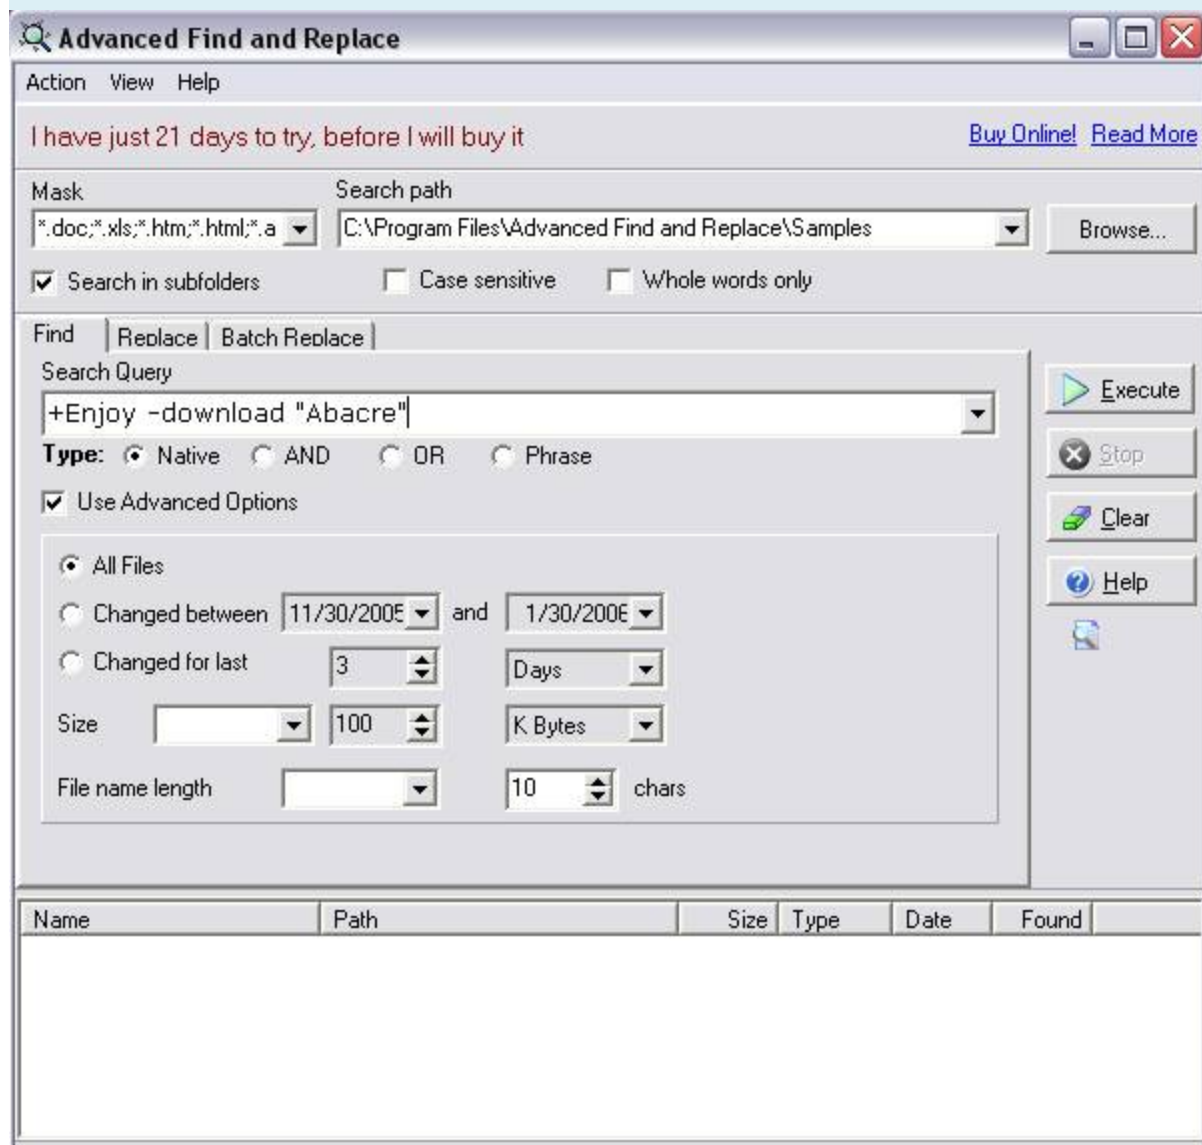 Advanced Find and Replace
Action View Help
I have just 21 days to try, before I will buy it Buy Online! Read More
Mask Search path
*.doc;*.xls;*.htm;*.html;*.a C:\Program Files\Advanced Find and Replace\Samples Browse...
Search in subfolders Case sensitive Whole words only
Find Replace Batch Replace
Search Query
+Enjoy -download "Abacre" Execute
Type: Native AND OR Phrase Stop
Use Advanced Options
Clear
All Files
Help
Changed between 11/30/2005 and 1/30/2006
Changed for last 3 Days
Size 100 K Bytes
File name length 10 chars
Name Path Size Type Date Found